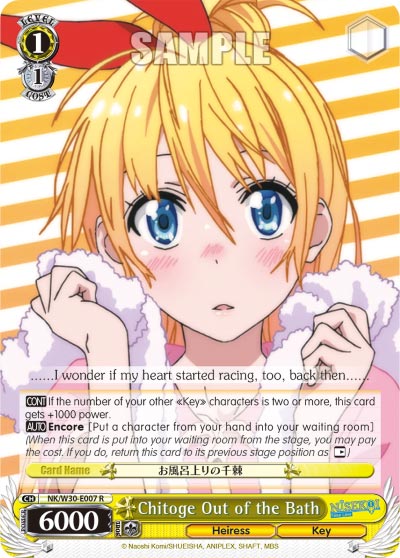 LEVEL
1
1
COST
SAMPLE
......I wonder if my heart started racing, too, back then......
CONT If the number of your other «Key» characters is two or more, this card
gets +1000 power.
AUTO Encore [Put a character from your hand into your waiting room]
(When this card is put into your waiting room from the stage, you may pay
the cost. If you do, return this card to its previous stage position as REST)
Card Name
お風呂上りの千棘
CH NK/W30-E007 R
POWER
6000
SOUL
Chitoge Out of the Bath
NISEKOI
Heiress
Key
© Naoshi Komi/SHUEISHA, ANIPLEX, SHAFT, MBS